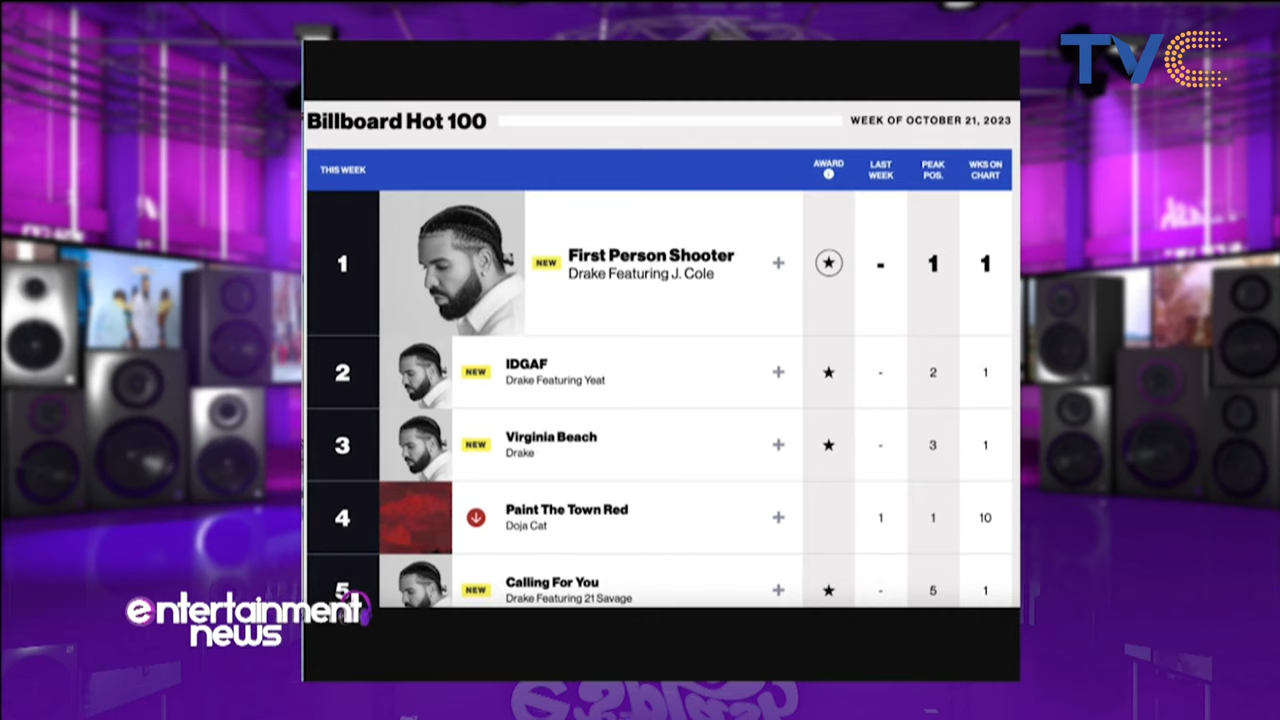 TVC
Billboard Hot 100
WEEK OF OCTOBER 21, 2023
THIS WEEK
AWARD
LAST WEEK
PEAK POS.
WKS ON CHART
1
NEW
First Person Shooter
Drake Featuring J. Cole
+
-
1
1
2
NEW
IDGAF
Drake Featuring Yeat
+
-
2
1
3
NEW
Virginia Beach
Drake
+
-
3
1
4
Paint The Town Red
Doja Cat
+
1
1
10
5
NEW
Calling For You
Drake Featuring 21 Savage
+
-
5
1
entertainment
news